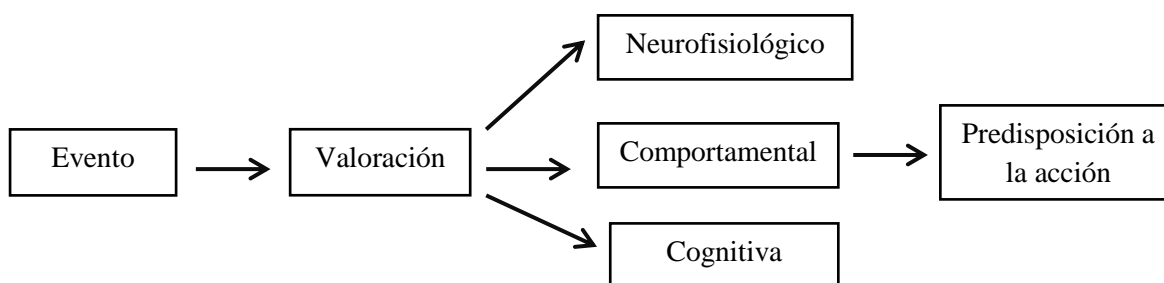 Evento
Valoración
Neurofisiológico
Comportamental
Cognitiva
Predisposición a
la acción